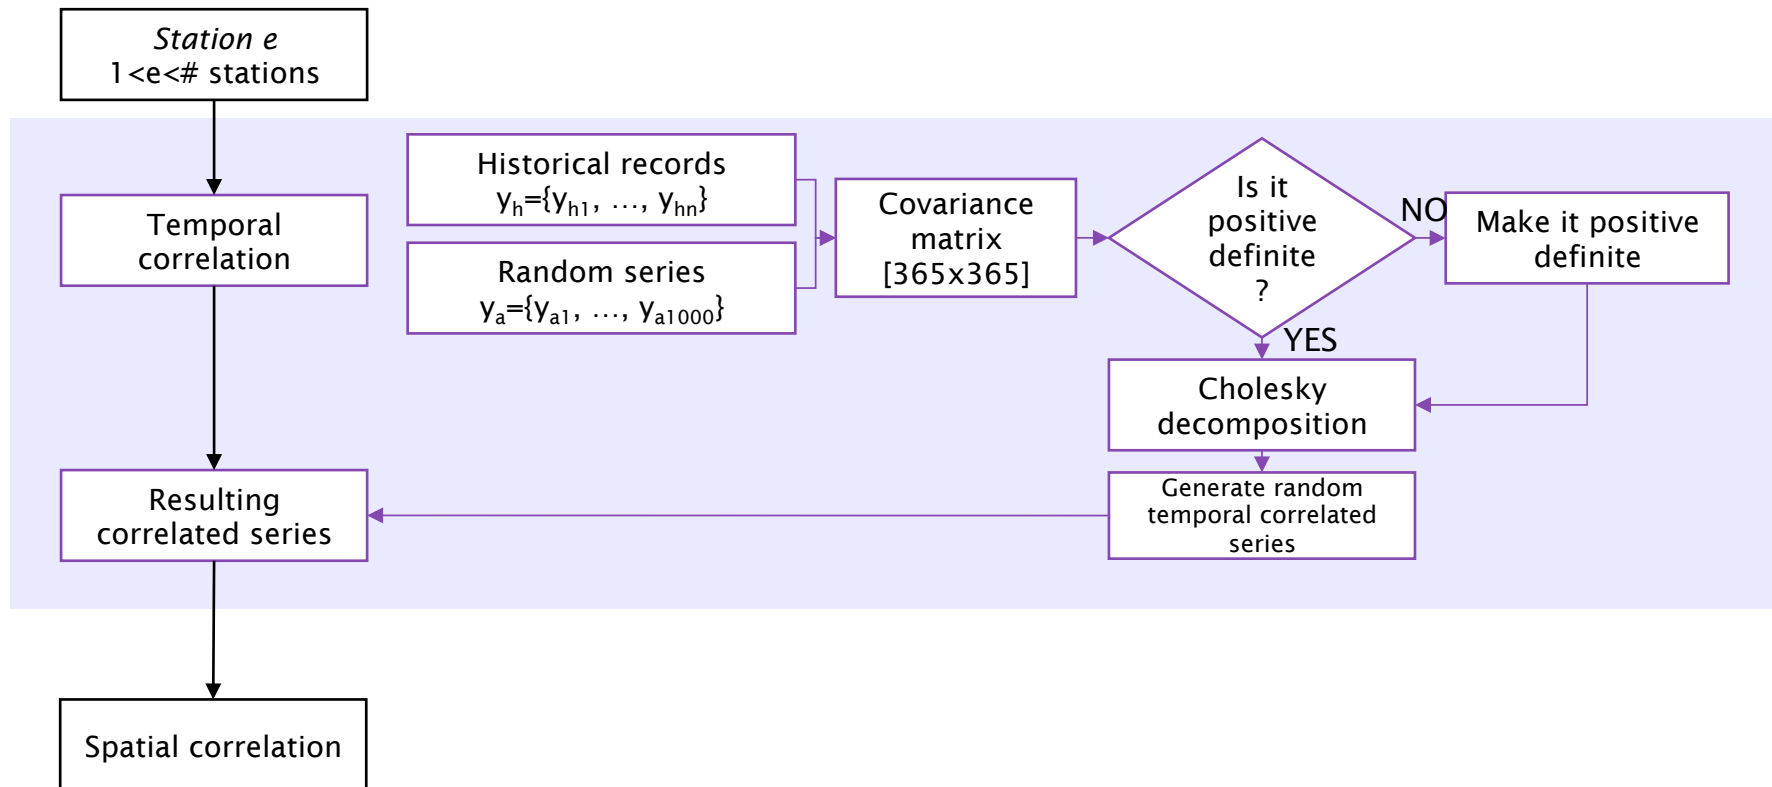 Station e
1<e<# stations
Temporal
correlation
Historical records
yh={yh1, …, yhn}
Random series
ya={ya1, …, ya1000}
Covariance
matrix
[365x365]
Is it
positive
definite
?
NO
Make it positive
definite
YES
Cholesky
decomposition
Generate random
temporal correlated
series
Resulting
correlated series
Spatial correlation